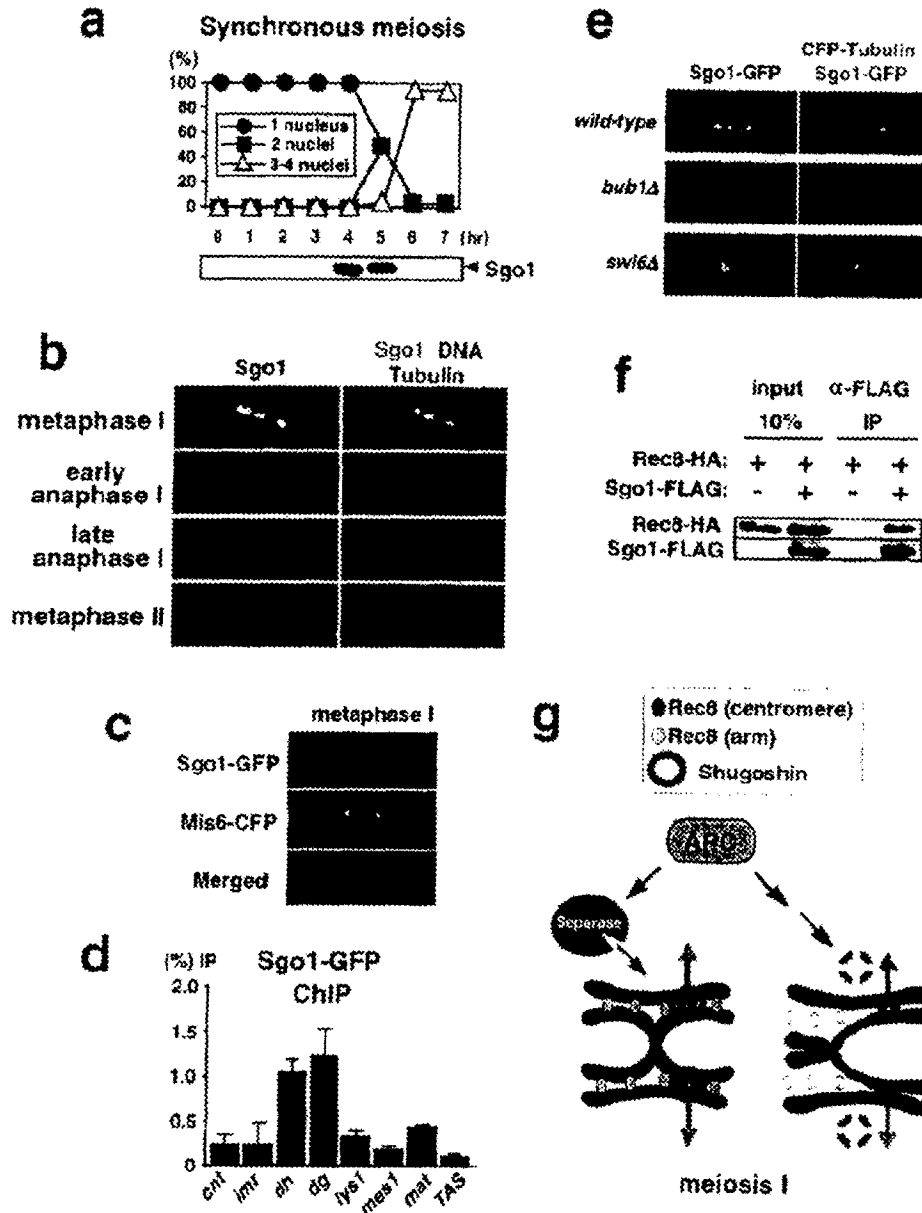 a
Synchronous meiosis
(%)
100
80
60
40
20
0
1 nucleus
2 nuclei
3-4 nuclei
0 1 2 3 4 5 6 7 (hr)
Sgo1
b
Sgo1
Sgo1 DNA
Tubulin
metaphase I
early
anaphase I
late
anaphase I
metaphase II
c
metaphase I
Sgo1-GFP
Mis6-CFP
Merged
d
(%) IP
Sgo1-GFP
ChIP
2.0
1.5
1.0
0.5
0
cnt imr dh dg lys1 mes1 mat TAS
e
Sgo1-GFP
CFP-Tubulin
Sgo1-GFP
wild-type
bub1Δ
swi6Δ
f
input α-FLAG
10% IP
Rec8-HA: + + + +
Sgo1-FLAG: - + - +
Rec8-HA
Sgo1-FLAG
g
Rec8 (centromere)
Rec8 (arm)
Shugoshin
APC
Separase
meiosis I